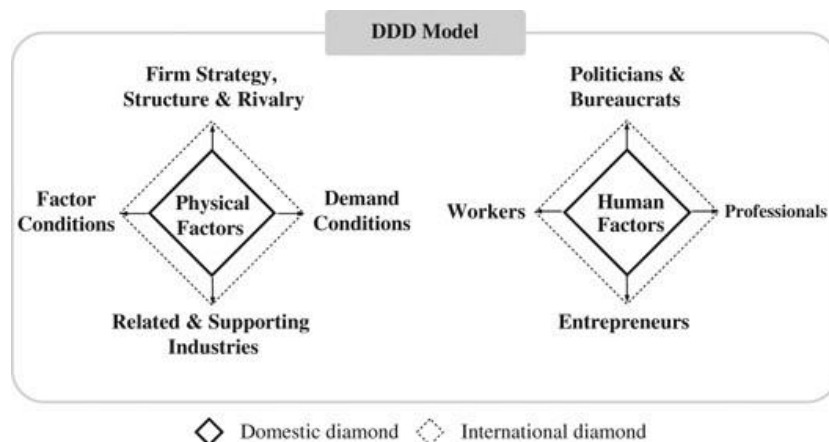 DDD Model
Firm Strategy,
Structure & Rivalry
Factor
Conditions
Physical
Factors
Demand
Conditions
Related & Supporting
Industries
Politicians &
Bureaucrats
Workers
Human
Factors
Professionals
Entrepreneurs
Domestic diamond
International diamond